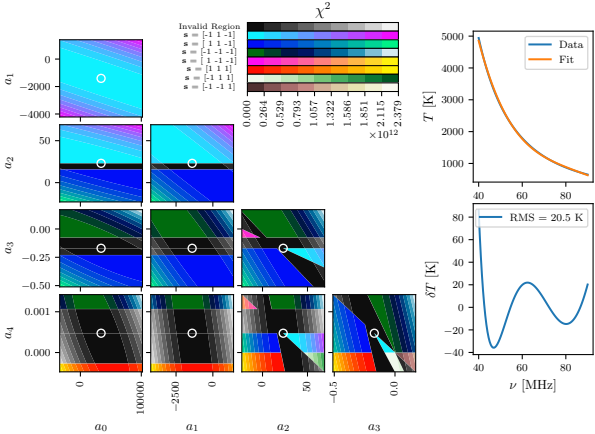 χ²
Invalid Region
s = [-1 1 -1]
s = [ 1 1 -1]
s = [-1 1 1]
s = [ 1 -1 -1]
s = [1 1 1]
s = [-1 1 1]
s = [-1 -1 1]
0.000
0.264
0.529
0.793
1.057
1.322
1.586
1.851
2.115
2.379
×10¹²
a₁
0
−2000
−4000
a₂
50
0
a₃
0.00
−0.25
−0.50
a₄
0.001
0.000
0
100000
a₀
−2500
0
a₁
0
50
a₂
−0.5
0.0
a₃
T [K]
5000
4000
3000
2000
1000
40
60
80
Data
Fit
δT [K]
80
60
40
20
0
−20
−40
RMS = 20.5 K
40
60
80
ν [MHz]